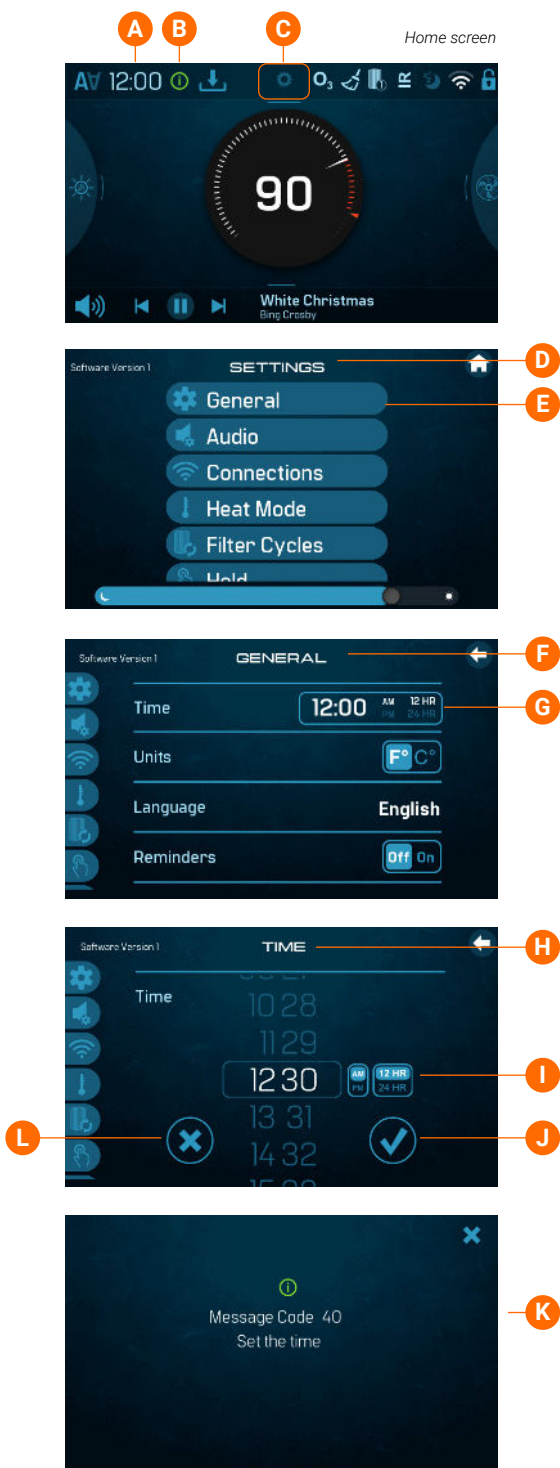 A B C Home screen
A∀ 12:00 O3 IR
90
White Christmas
Bing Crosby
Software Version 1 SETTINGS D
General E
Audio
Connections
Heat Mode
Filter Cycles
Hold
Software Version 1 GENERAL F
Time 12:00 AM PM 12 HR 24 HR G
Units F° C°
Language English
Reminders Off On
Software Version 1 TIME H
Time
10 28
11 29
12 30 AM PM 12 HR 24 HR I
13 31
L J
14 32
Message Code 40 K
Set the time